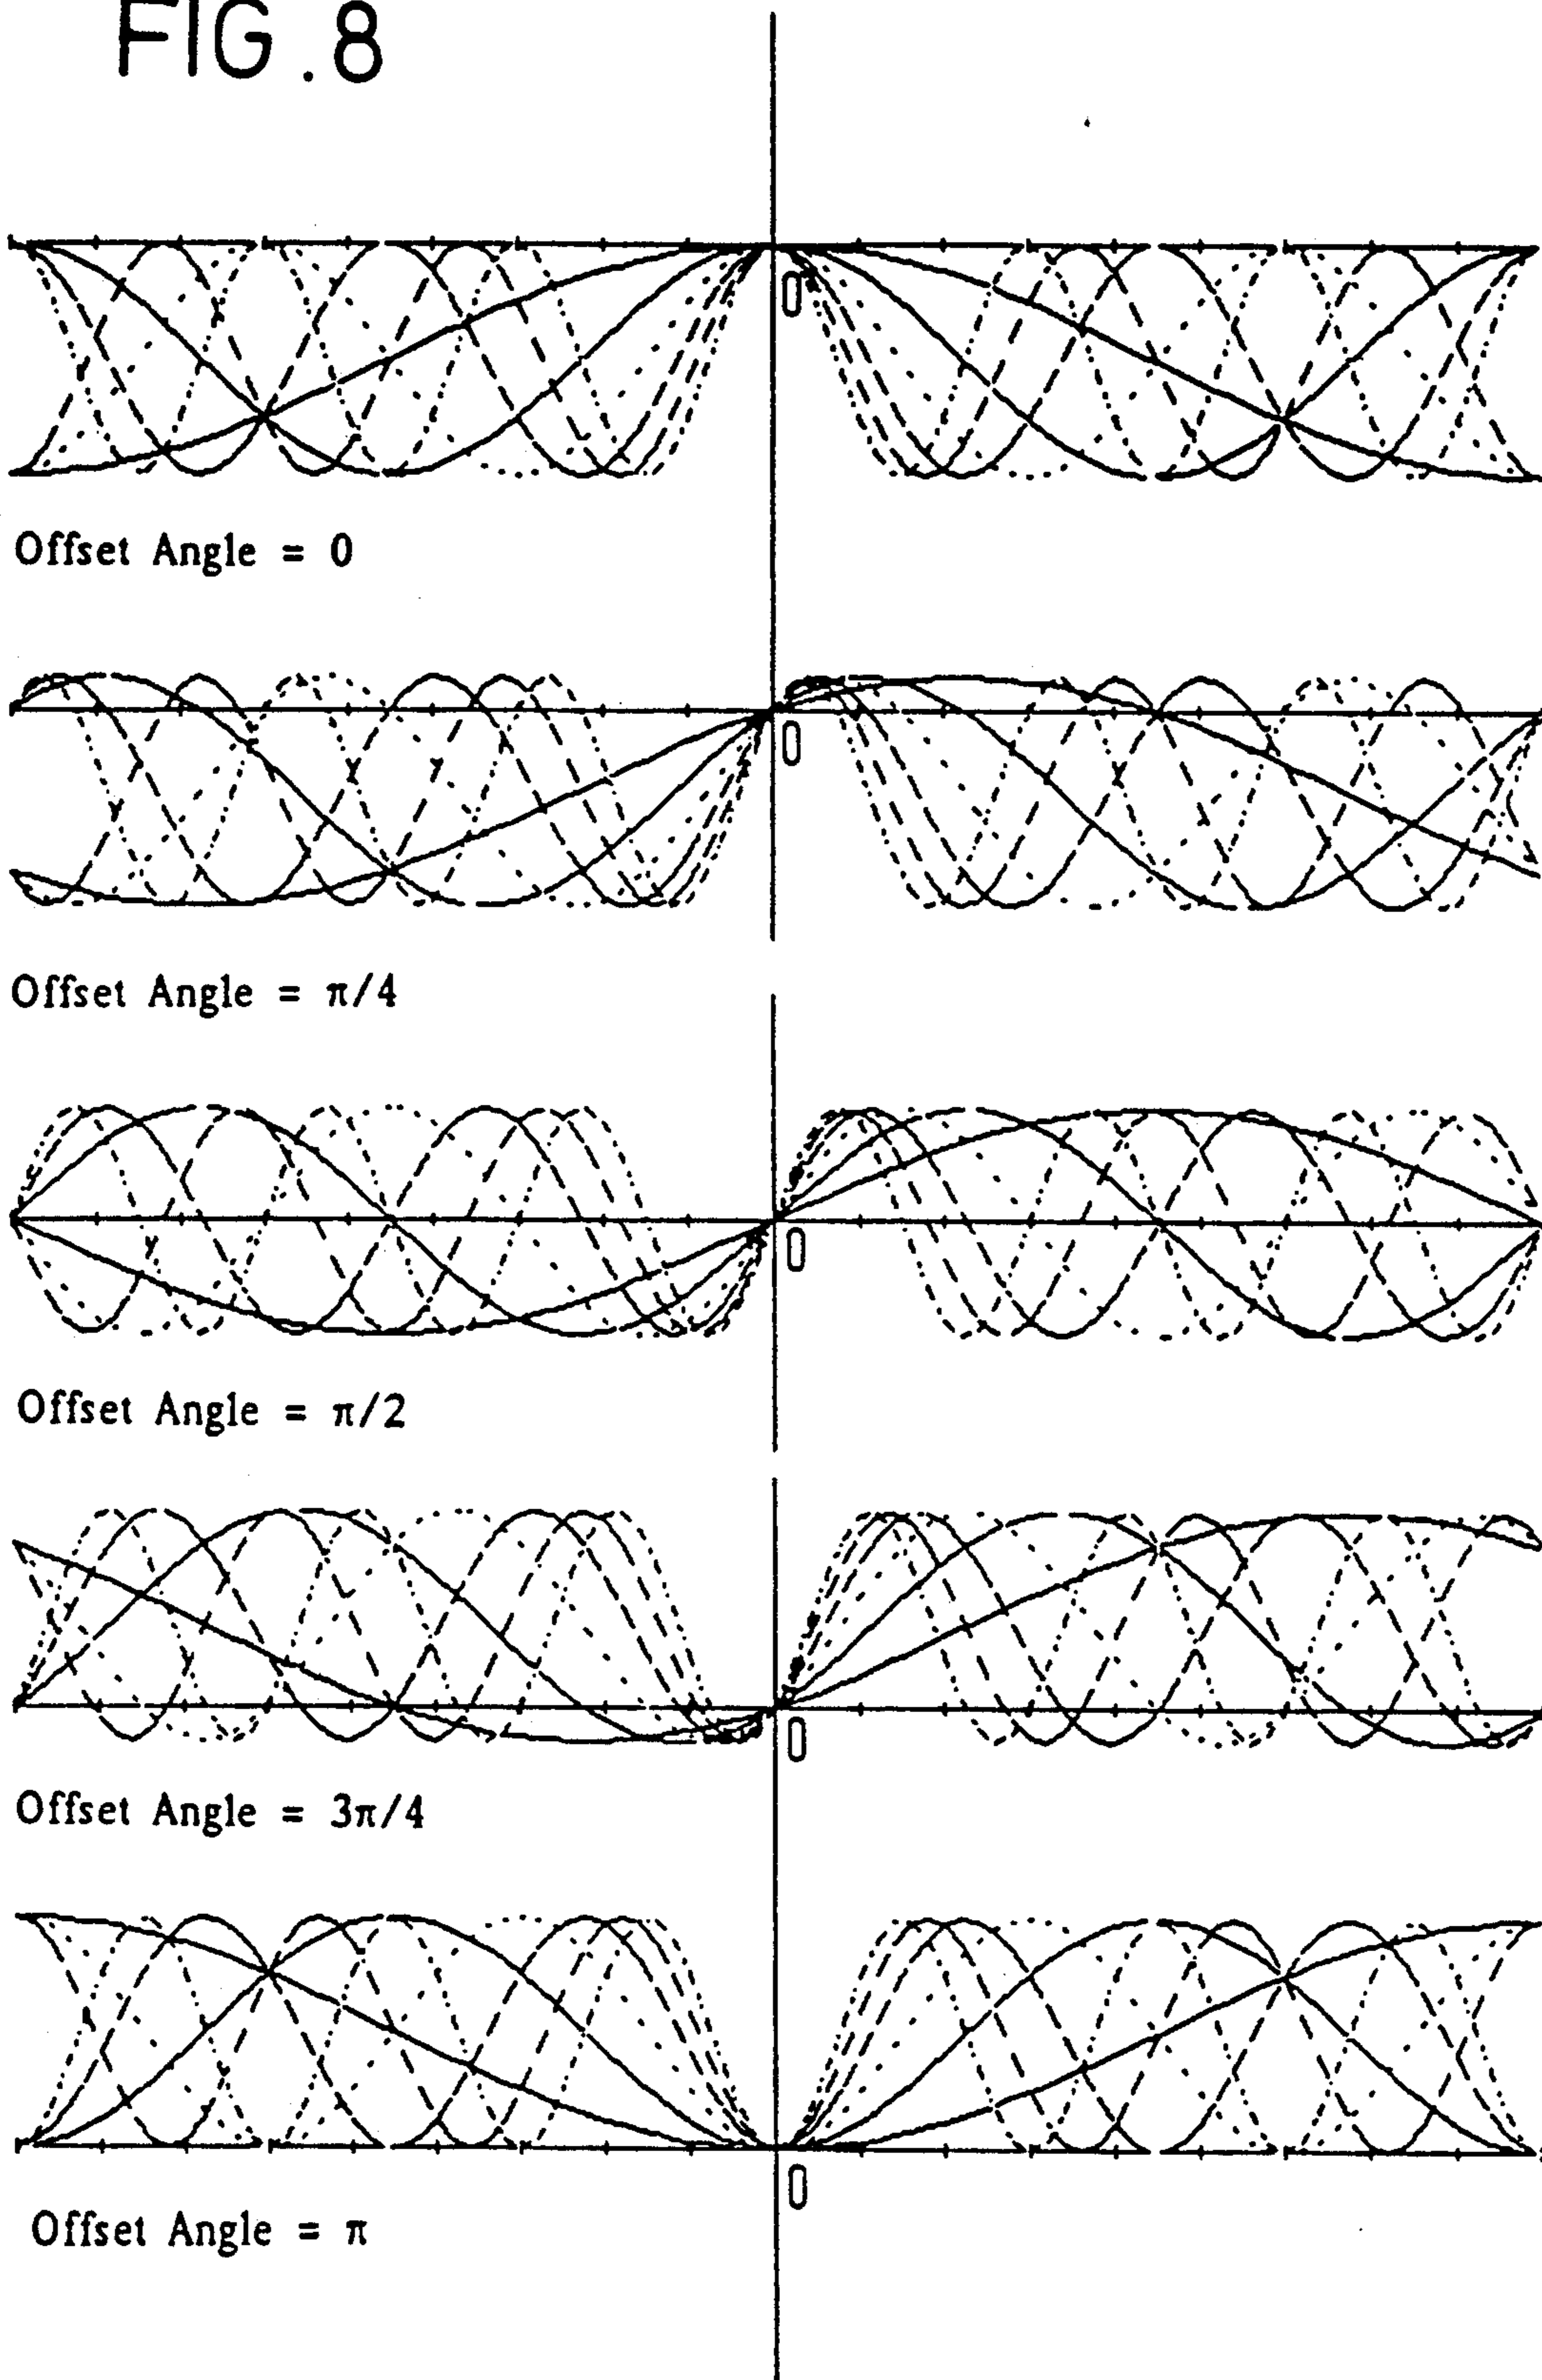 FIG.8
0
Offset Angle = 0
0
Offset Angle = π/4
0
Offset Angle = π/2
0
Offset Angle = 3π/4
0
Offset Angle = π